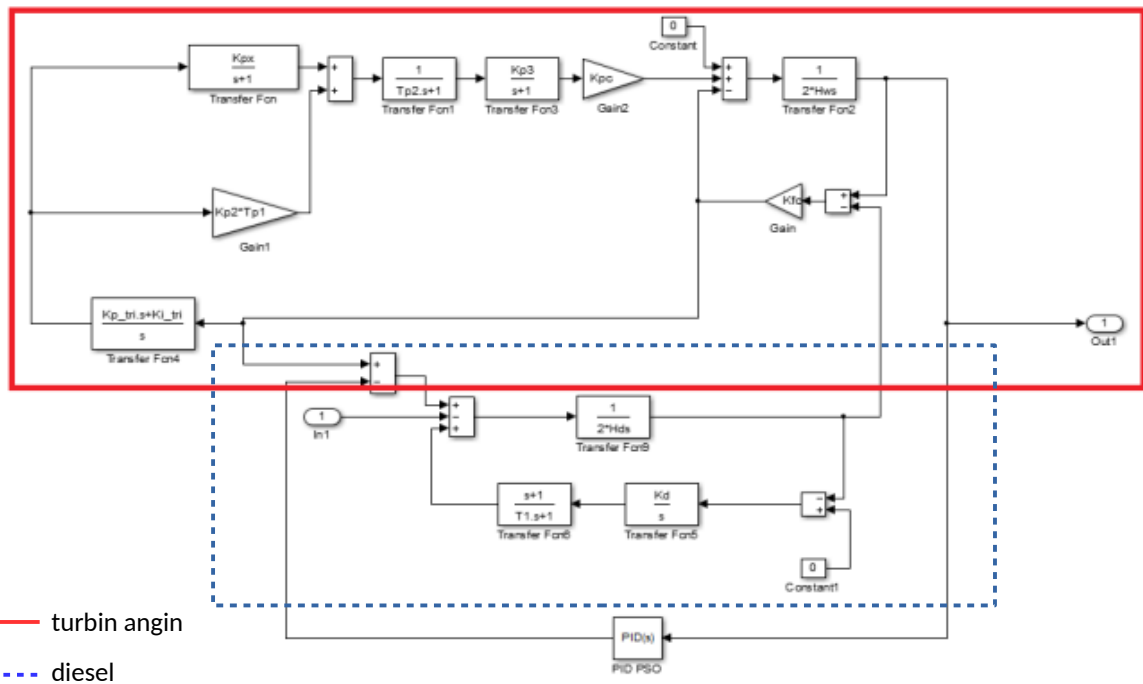 0
Constant
Kpx
s+1
Transfer Fcn
+
+
1
Tp2.s+1
Transfer Fcn1
Kp3
s+1
Transfer Fcn3
Kpc
Gain2
+
+
−
1
2*Hws
Transfer Fcn2
Kp2*Tp1
Gain1
Kfc
Gain
+
−
Kp_tri.s+Ki_tri
s
Transfer Fcn4
1
Out1
+
−
1
In1
+
−
+
1
2*Hds
Transfer Fcn9
s+1
T1.s+1
Transfer Fcn6
Kd
s
Transfer Fcn5
−
+
0
Constant1
PID(s)
PID PSO
turbin angin
diesel